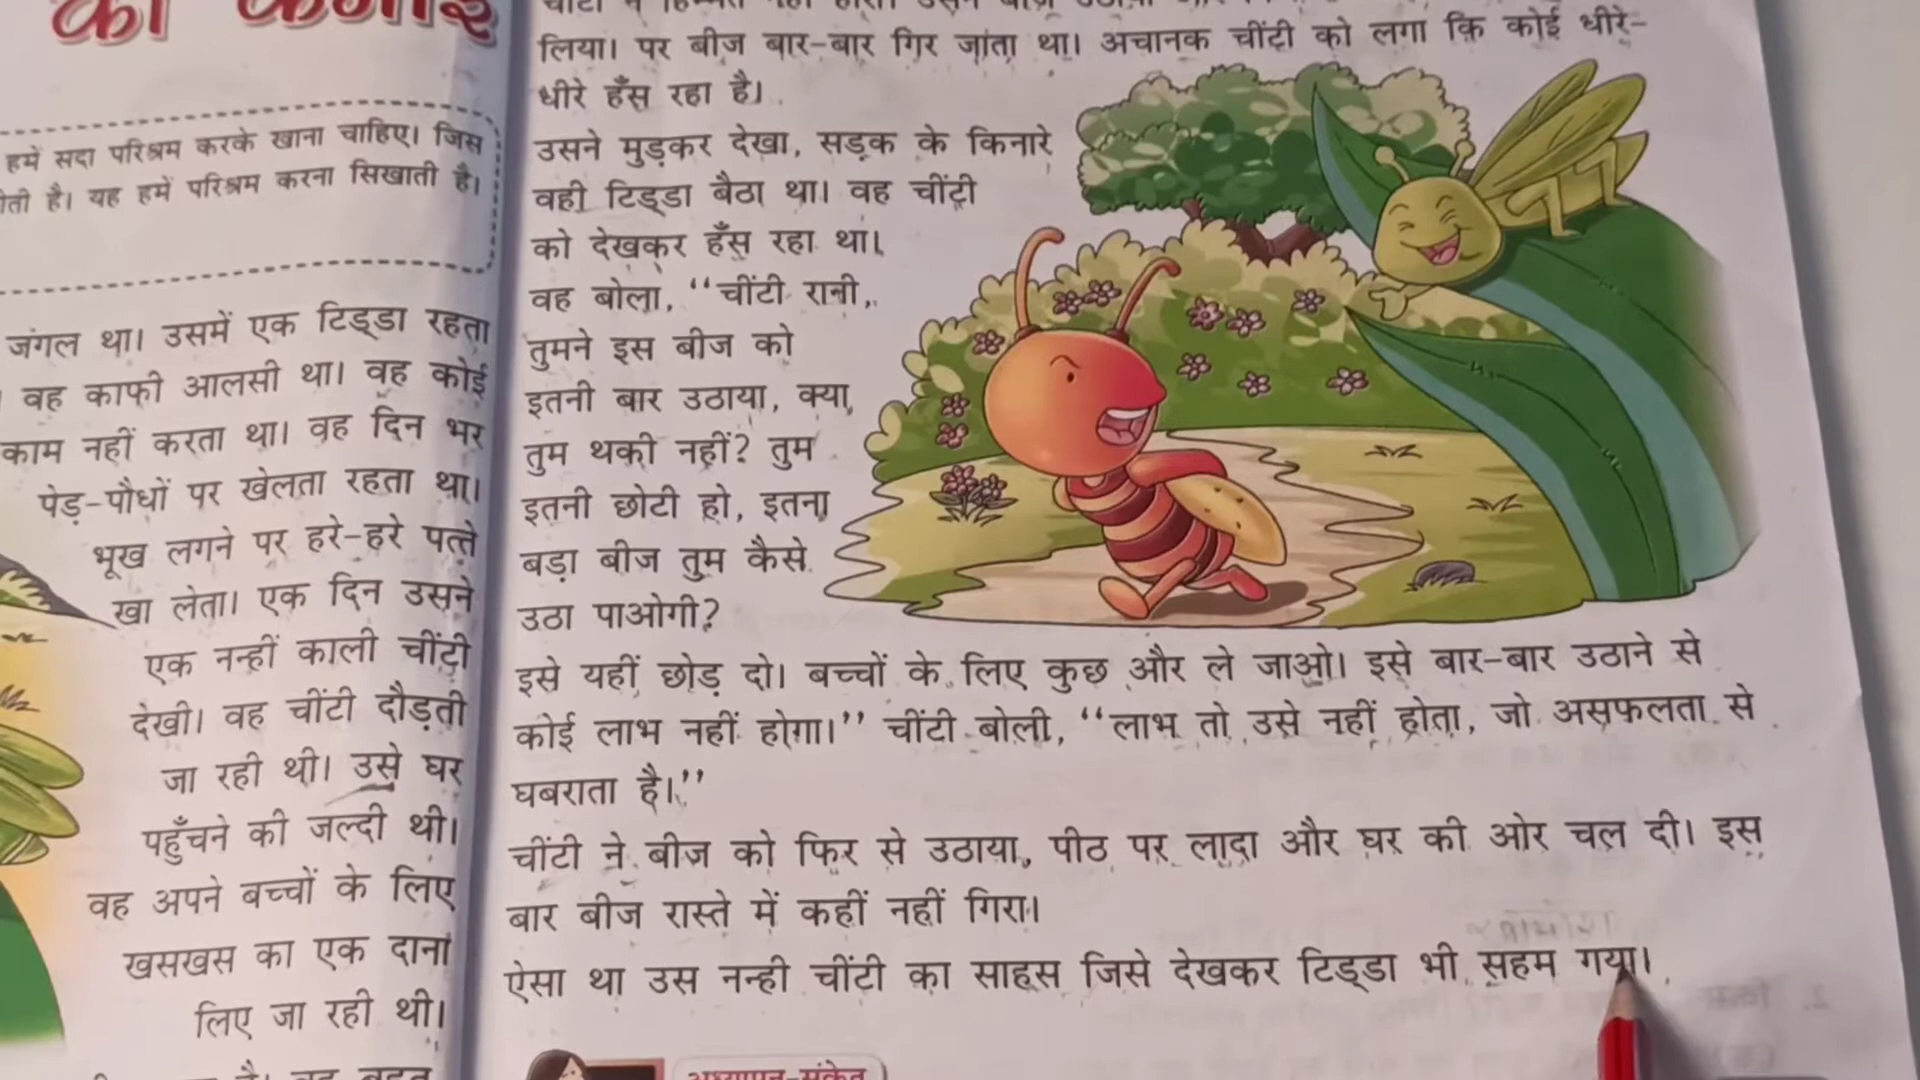 की कमाई
हमें सदा परिश्रम करके खाना चाहिए। जिस
है। यह हमें परिश्रम करना सिखाती है।
जंगल था। उसमें एक टिड्डा रहता
वह काफी आलसी था। वह कोई
काम नहीं करता था। वह दिन भर
पेड़-पौधों पर खेलता रहता था।
भूख लगने पर हरे-हरे पत्ते
खा लेता। एक दिन उसने
एक नन्हीं काली चींटी
देखी। वह चींटी दौड़ती
जा रही थी। उसे घर
पहुँचने की जल्दी थी।
वह अपने बच्चों के लिए
खसखस का एक दाना
लिए जा रही थी।
लिया। पर बीज बार-बार गिर जाता था। अचानक चींटी को लगा कि कोई धीरे-
धीरे हँस रहा है।
उसने मुड़कर देखा, सड़क के किनारे
वही टिड्डा बैठा था। वह चींटी
को देखकर हँस रहा था।
वह बोला, “चींटी रानी,
तुमने इस बीज को
इतनी बार उठाया, क्या
तुम थकी नहीं? तुम
इतनी छोटी हो, इतना
बड़ा बीज तुम कैसे
उठा पाओगी?
इसे यहीं छोड़ दो। बच्चों के लिए कुछ और ले जाओ। इसे बार-बार उठाने से
कोई लाभ नहीं होगा।” चींटी बोली, “लाभ तो उसे नहीं होता, जो असफलता से
घबराता है।”
चींटी ने बीज को फिर से उठाया, पीठ पर लादा और घर की ओर चल दी। इस
बार बीज रास्ते में कहीं नहीं गिरा।
ऐसा था उस नन्ही चींटी का साहस जिसे देखकर टिड्डा भी सहम गया।
अध्यापन-संकेत